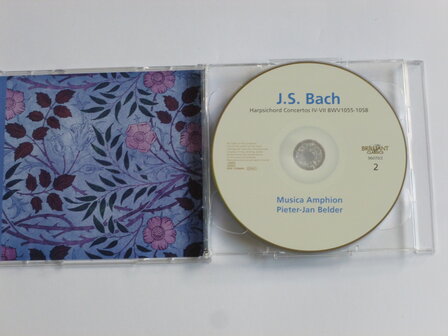 J.S. Bach
Harpsichord Concertos IV-VII BWV1055-1058
BRILLIANT
CLASSICS
2
Musica Amphion
Pieter-Jan Belder